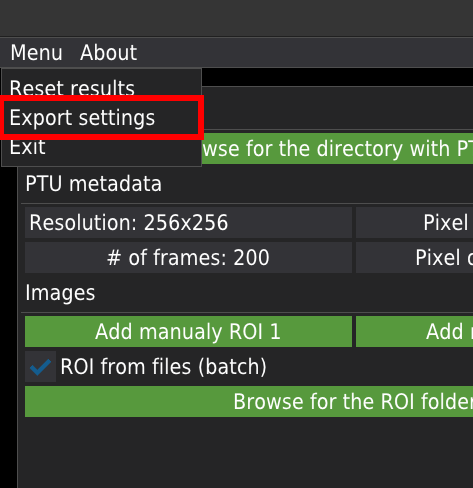 Menu About
Reset results
Export settings
Exit
wse for the directory with PT
PTU metadata
Resolution: 256x256 Pixel
# of frames: 200 Pixel
Images
Add manualy ROI 1 Add
ROI from files (batch)
Browse for the ROI folder